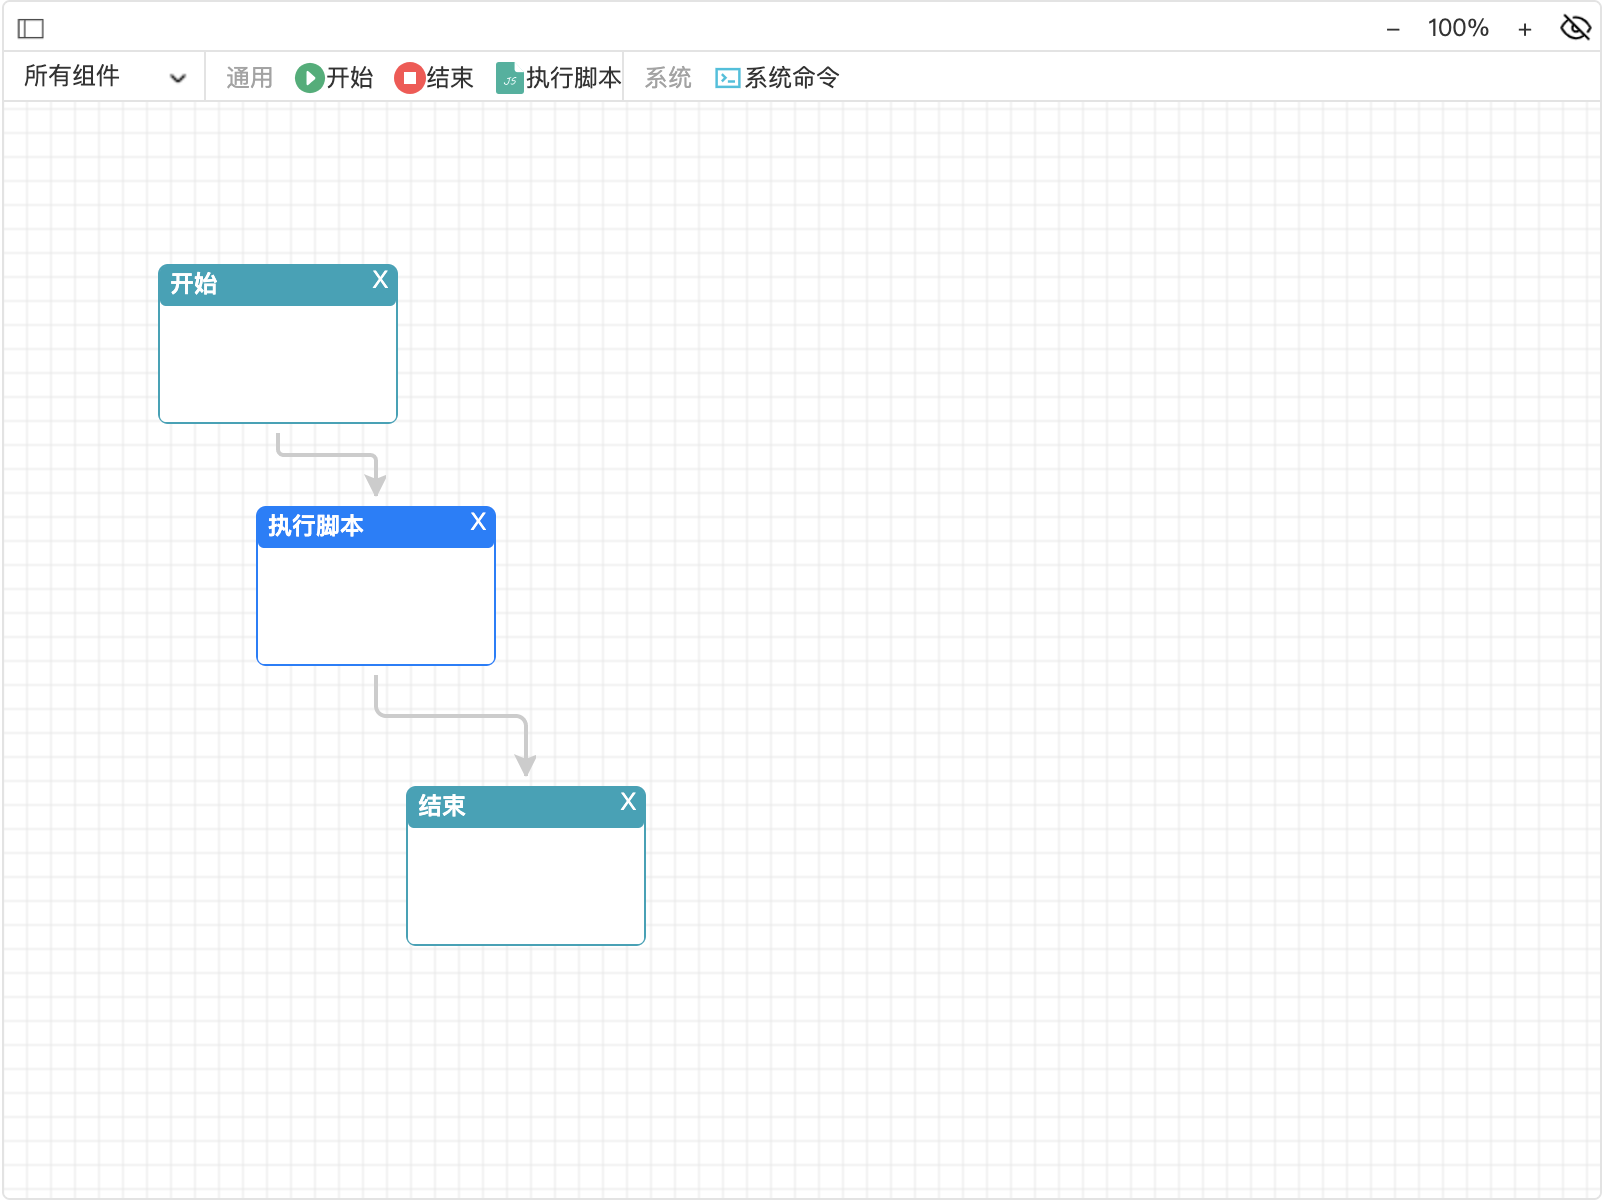 − 100% +
所有组件 通用 开始 结束 JS 执行脚本 系统 系统命令
开始 X
执行脚本 X
结束 X